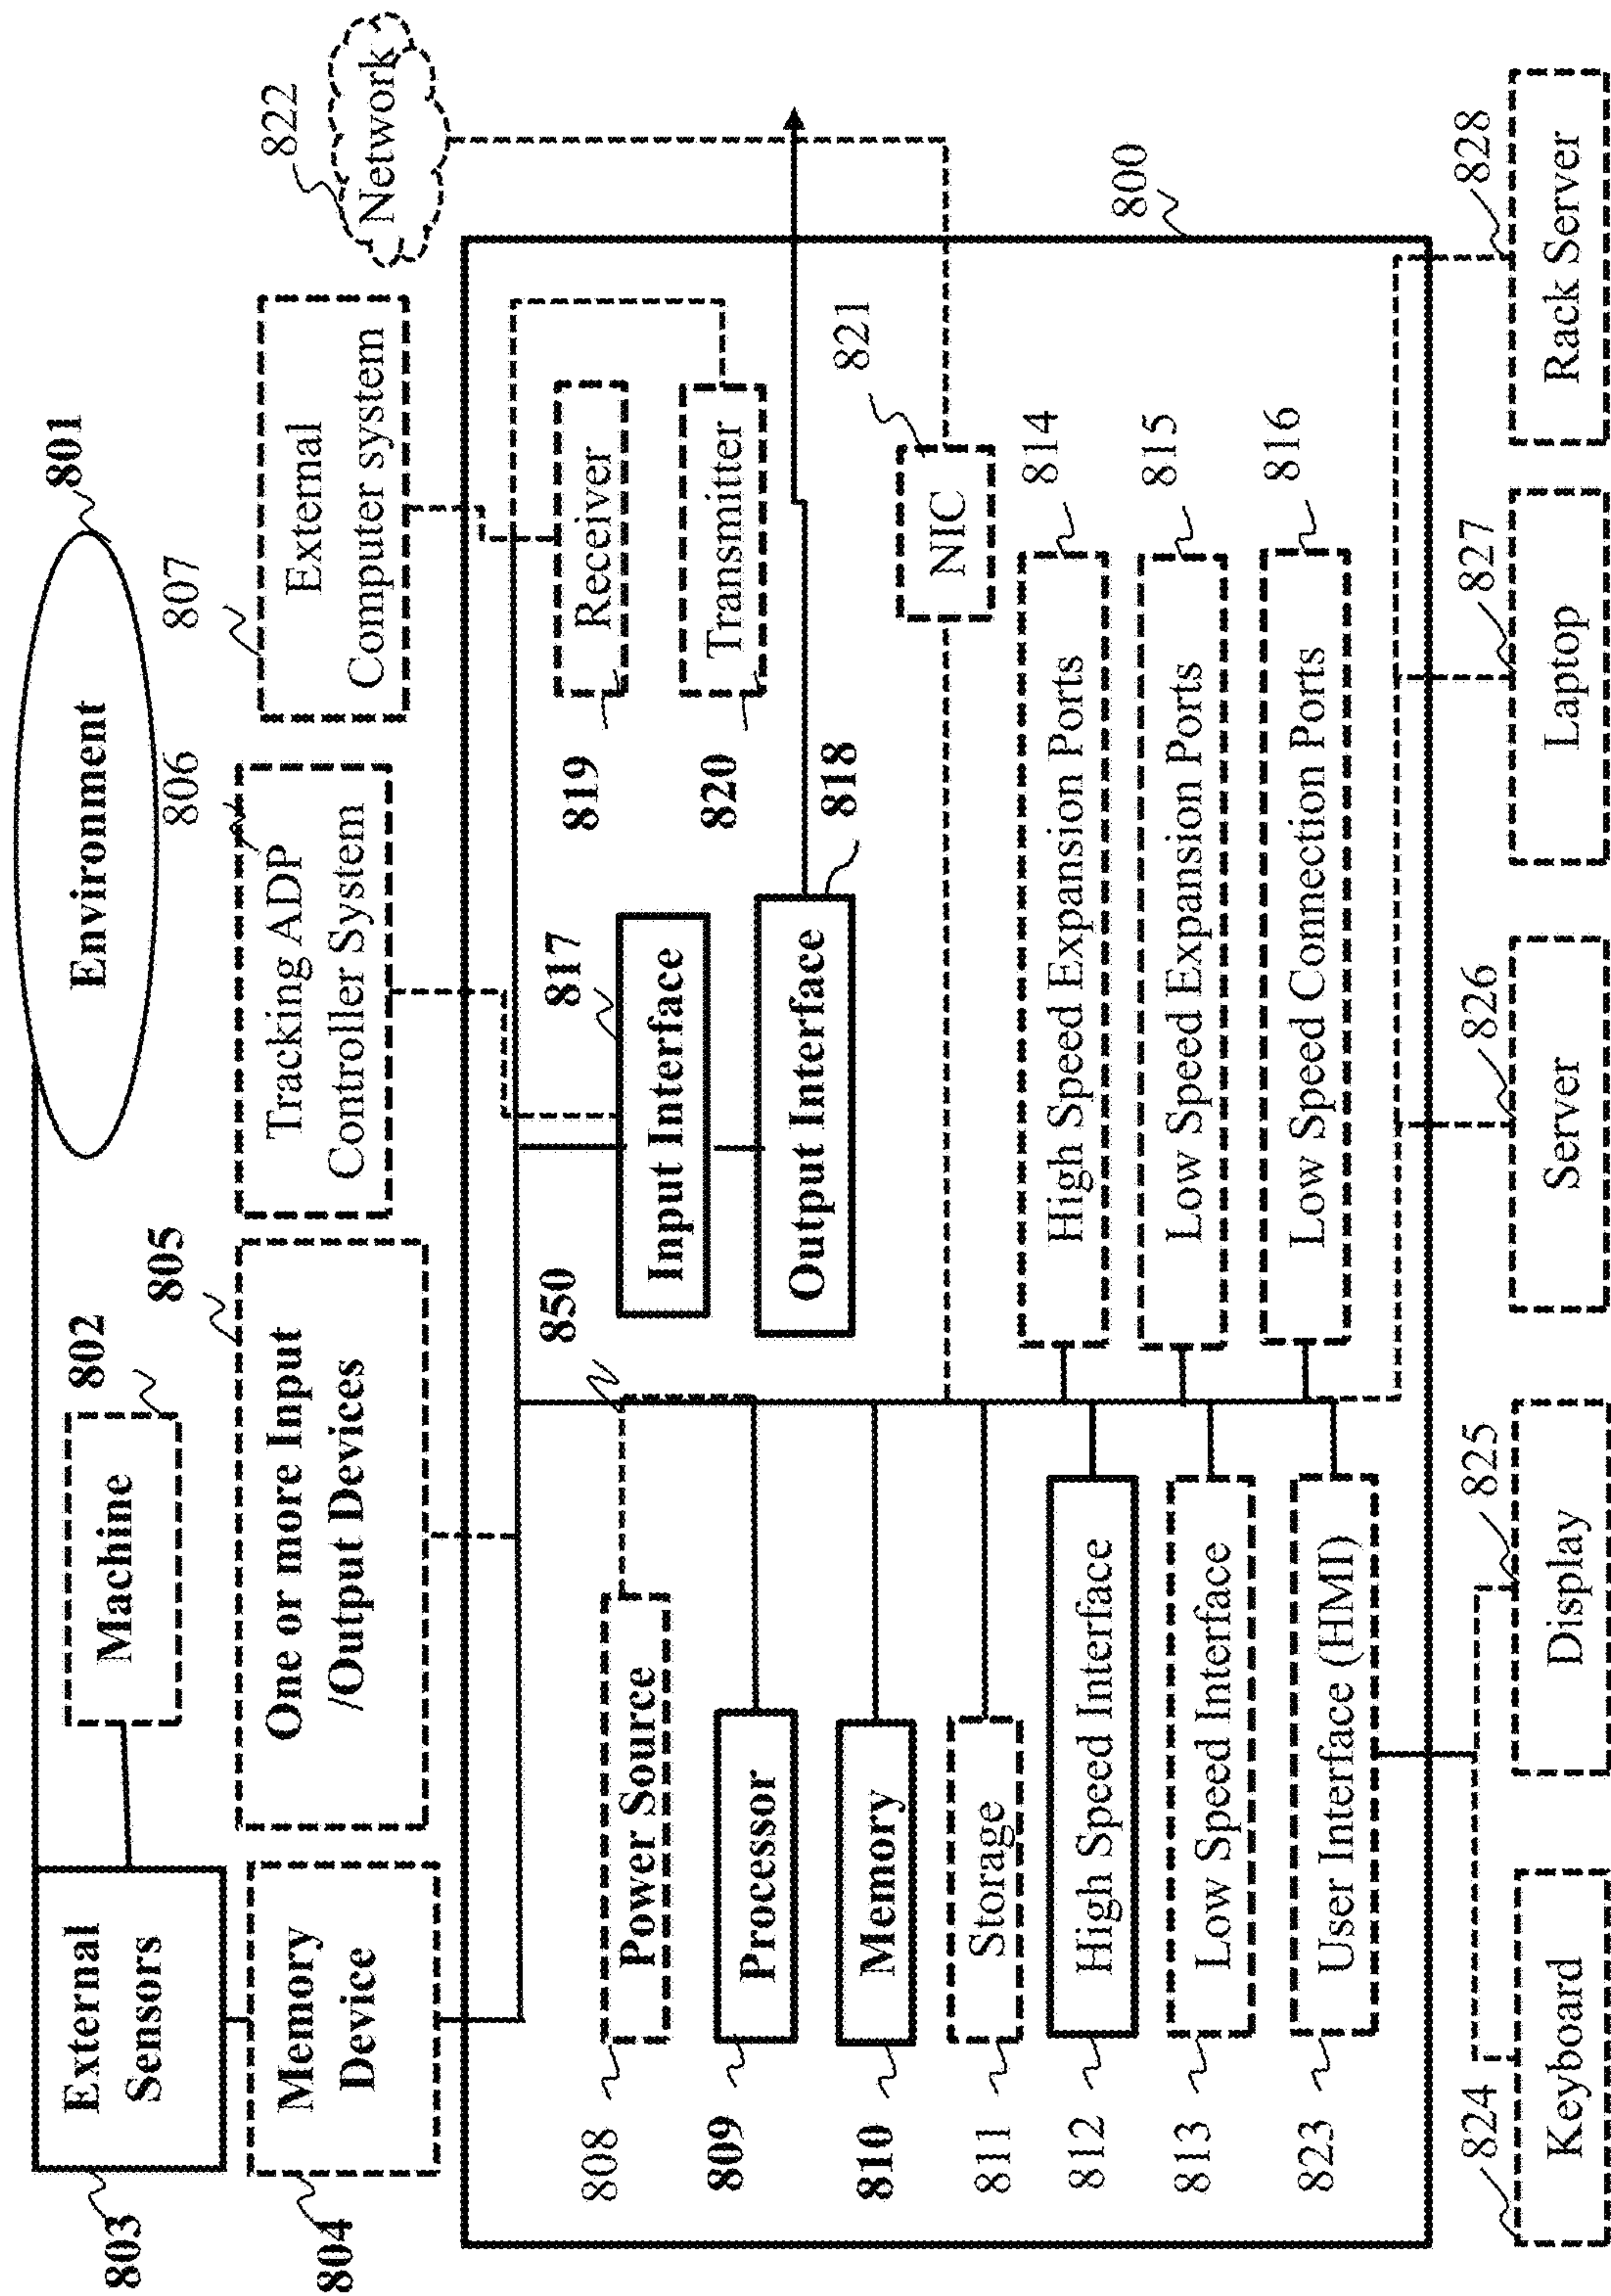 801
Environment
802
Machine
803
External
Sensors
804
Memory
Device
805
One or more Input
/Output Devices
806
Tracking ADP
Controller System
807
External
Computer system
822
Network
800
808
Power Source
850
809
Processor
810
Memory
811
Storage
812
High Speed Interface
813
Low Speed Interface
823
User Interface (HMI)
817
Input Interface
818
Output Interface
819
Receiver
820
Transmitter
821
NIC
814
High Speed Expansion Ports
815
Low Speed Expansion Ports
816
Low Speed Connection Ports
824
Keyboard
825
Display
826
Server
827
Laptop
828
Rack Server